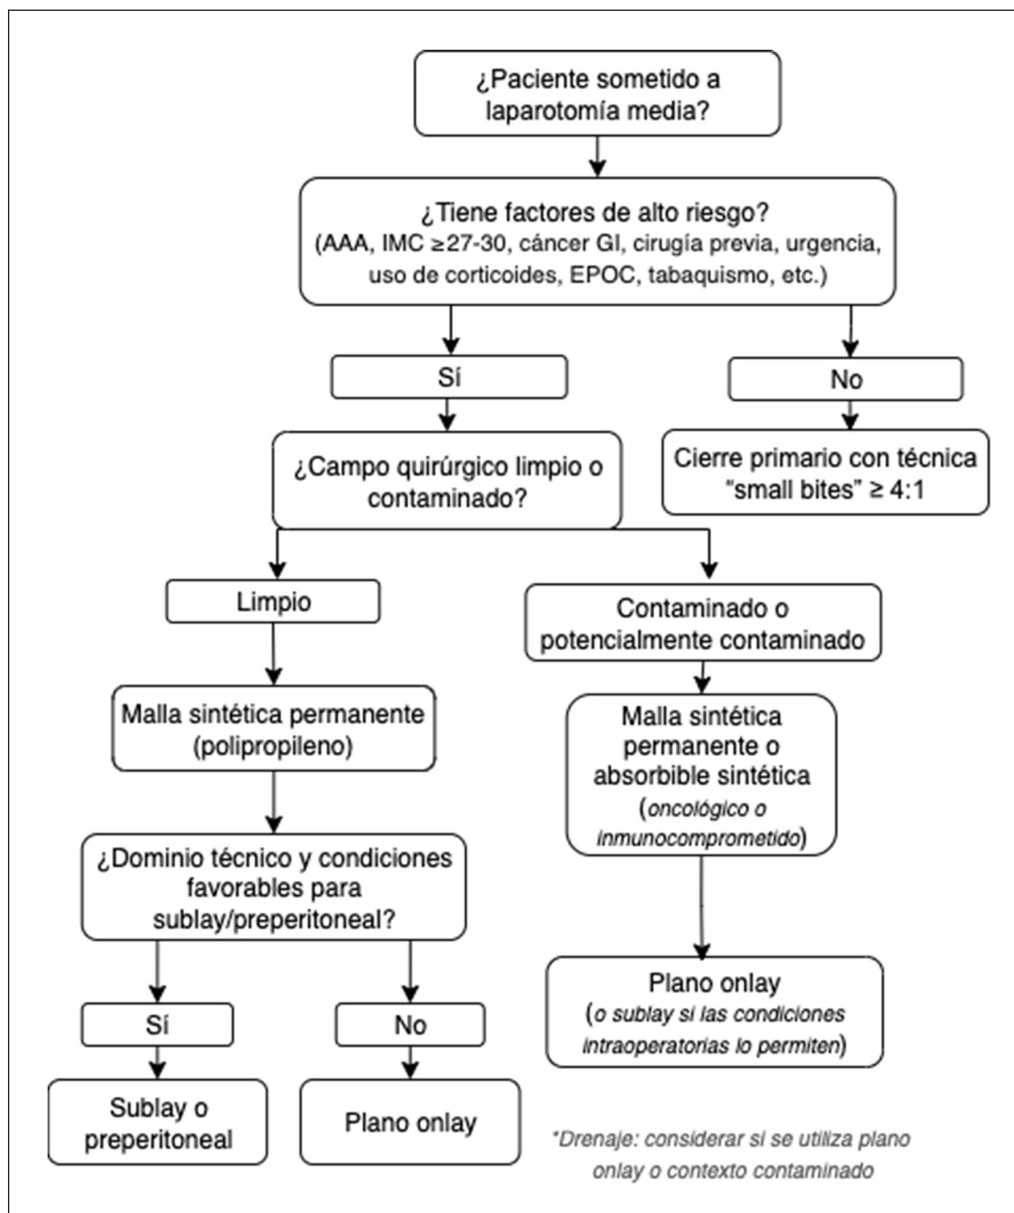 ¿Paciente sometido a
laparotomía media?
¿Tiene factores de alto riesgo?
(AAA, IMC ≥27-30, cáncer GI, cirugía previa, urgencia,
uso de corticoides, EPOC, tabaquismo, etc.)
Sí
No
¿Campo quirúrgico limpio o
contaminado?
Cierre primario con técnica
“small bites” ≥ 4:1
Limpio
Contaminado o
potencialmente contaminado
Malla sintética permanente
(polipropileno)
Malla sintética
permanente o
absorbible sintética
(oncológico o
inmunocomprometido)
¿Dominio técnico y condiciones
favorables para
sublay/preperitoneal?
Sí
No
Plano onlay
(o sublay si las condiciones
intraoperatorias lo permiten)
Sublay o
preperitoneal
Plano onlay
*Drenaje: considerar si se utiliza plano
onlay o contexto contaminado